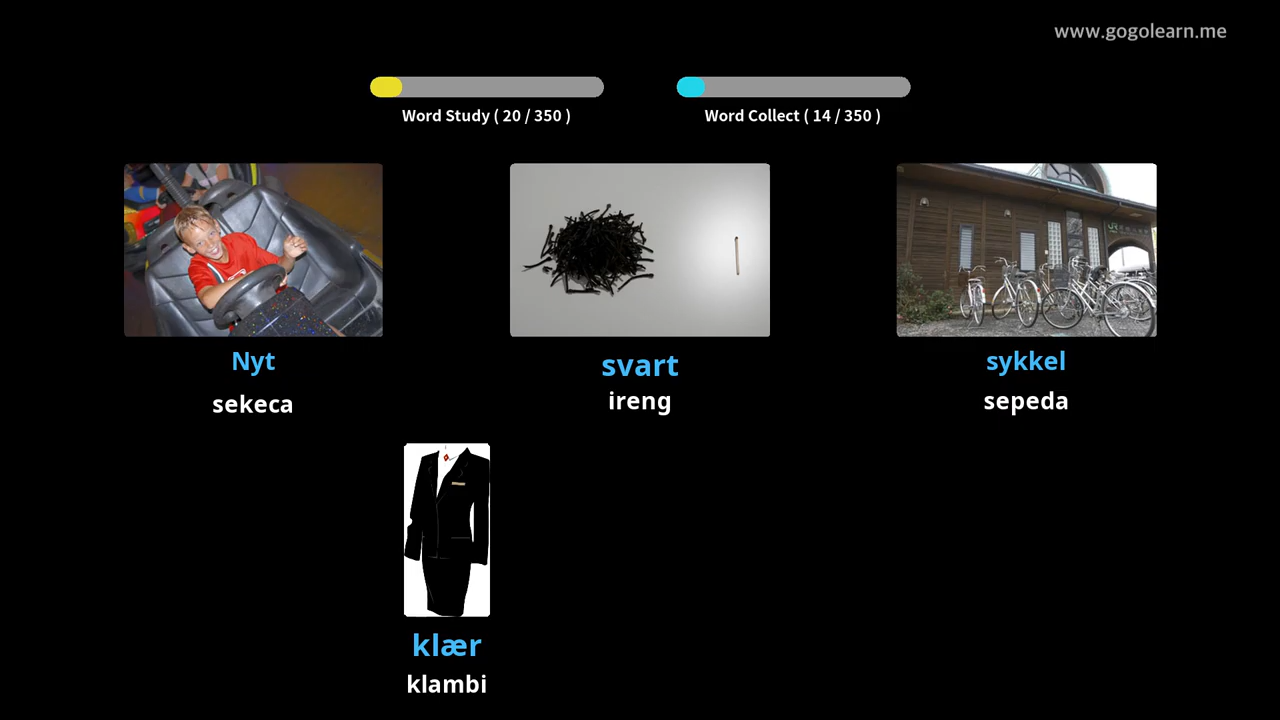 www.gogolearn.me
Word Study ( 20 / 350 )
Word Collect ( 14 / 350 )
Nyt
svart
sykkel
sekeca
ireng
sepeda
klær
klambi